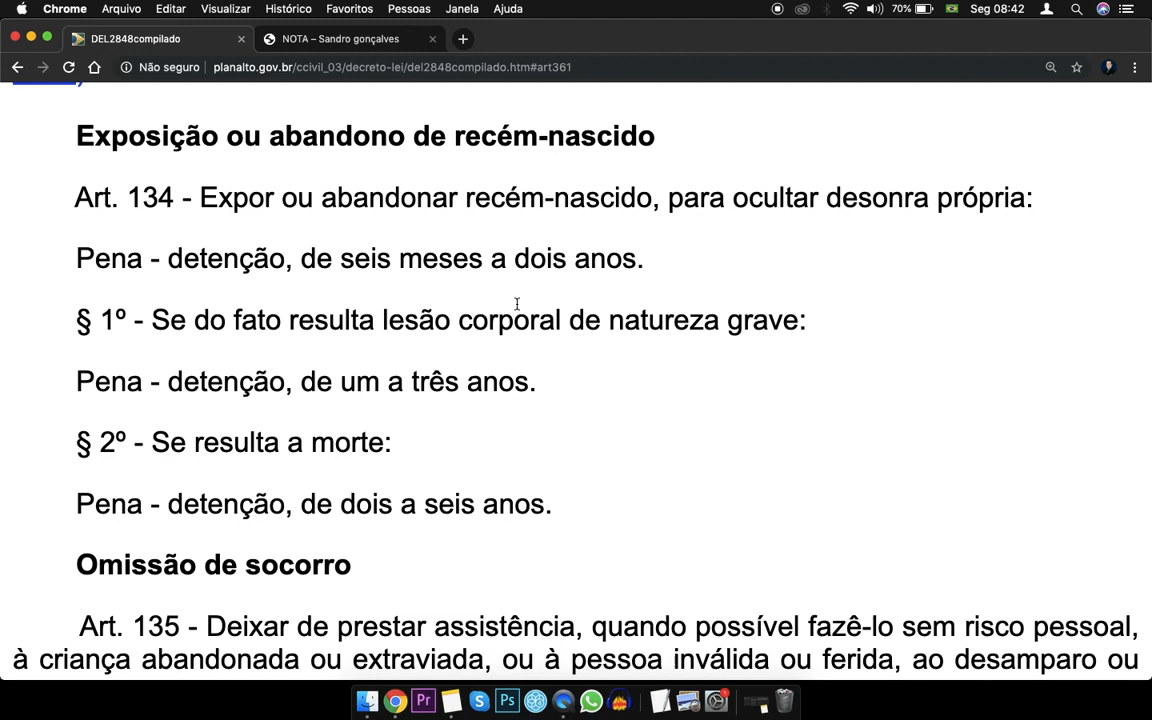 Chrome Arquivo Editar Visualizar Histórico Favoritos Pessoas Janela Ajuda 70% Seg 08:42
DEL2848compilado NOTA – Sandro gonçalves
Não seguro planalto.gov.br/ccivil_03/decreto-lei/del2848compilado.htm#art361
Exposição ou abandono de recém-nascido
Art. 134 - Expor ou abandonar recém-nascido, para ocultar desonra própria:
Pena - detenção, de seis meses a dois anos.
§ 1º - Se do fato resulta lesão corporal de natureza grave:
Pena - detenção, de um a três anos.
§ 2º - Se resulta a morte:
Pena - detenção, de dois a seis anos.
Omissão de socorro
Art. 135 - Deixar de prestar assistência, quando possível fazê-lo sem risco pessoal,
à criança abandonada ou extraviada, ou à pessoa inválida ou ferida, ao desamparo ou
Pr Ps 1